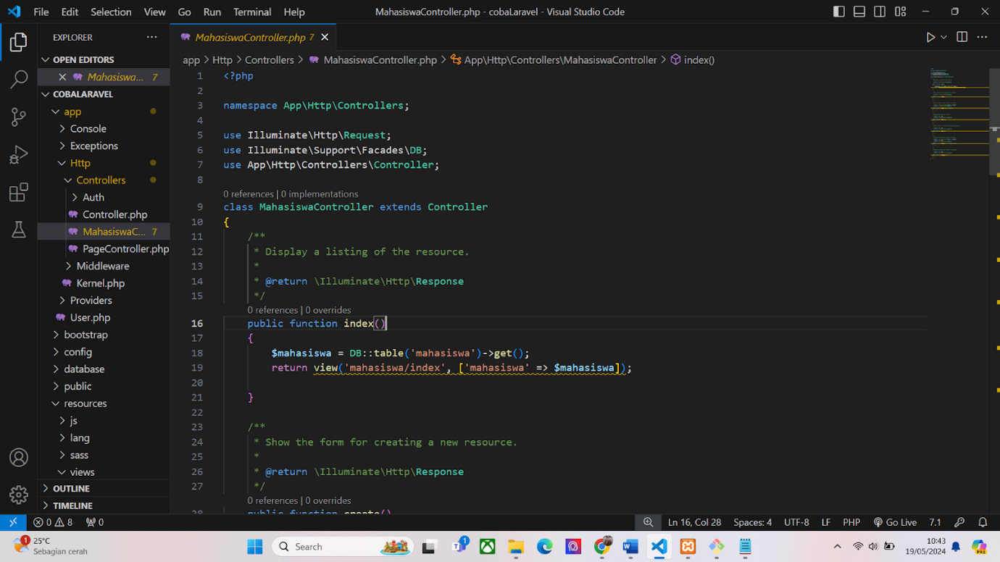 File Edit Selection View Go Run Terminal Help
MahasiswaController.php - cobaLaravel - Visual Studio Code
EXPLORER
OPEN EDITORS
Mahasiswa... 7
COBALARAVEL
app
Console
Exceptions
Http
Controllers
Auth
Controller.php
MahasiswaC... 7
PageController.php
Middleware
Kernel.php
Providers
User.php
bootstrap
config
database
public
resources
js
lang
sass
views
OUTLINE
TIMELINE
MahasiswaController.php 7
app > Http > Controllers > MahasiswaController.php > App\Http\Controllers\MahasiswaController > index()
1 <?php
2
3 namespace App\Http\Controllers;
4
5 use Illuminate\Http\Request;
6 use Illuminate\Support\Facades\DB;
7 use App\Http\Controllers\Controller;
8
0 references | 0 implementations
9 class MahasiswaController extends Controller
10 {
11 /**
12 * Display a listing of the resource.
13 *
14 * @return \Illuminate\Http\Response
15 */
0 references | 0 overrides
16 public function index()
17 {
18 $mahasiswa = DB::table('mahasiswa')->get();
19 return view('mahasiswa/index', ['mahasiswa' => $mahasiswa]);
20
21 }
22
23 /**
24 * Show the form for creating a new resource.
25 *
26 * @return \Illuminate\Http\Response
27 */
0 references | 0 overrides
28 public function create()
0 8 0
Ln 16, Col 28 Spaces: 4 UTF-8 LF PHP Go Live 7.1
1
25°C
Sebagian cerah
Search
1
10:43
19/05/2024